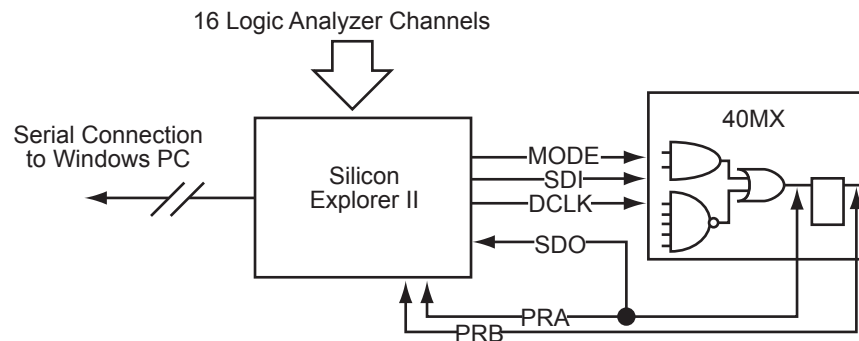 16 Logic Analyzer Channels
Serial Connection
to Windows PC
Silicon
Explorer II
MODE
SDI
DCLK
SDO
PRA
PRB
40MX